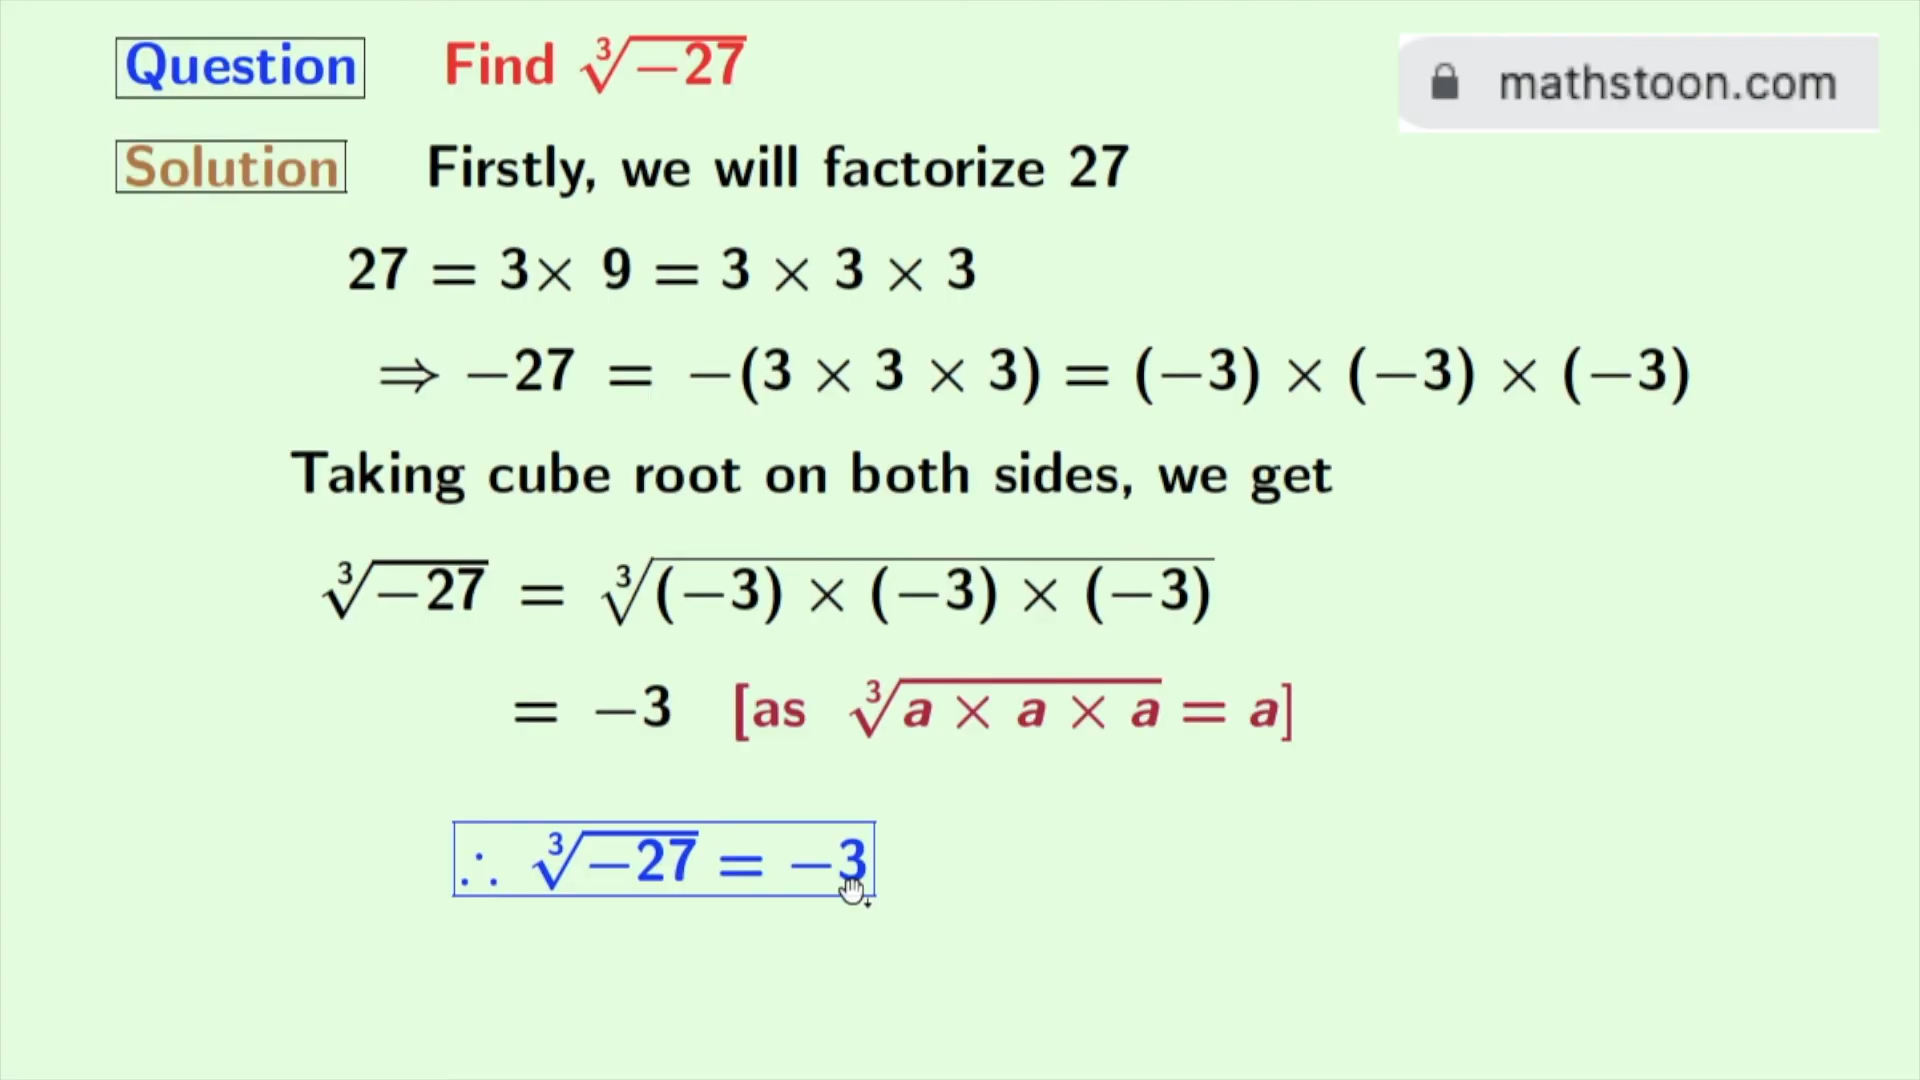 Question Find ∛−27
mathstoon.com
Solution Firstly, we will factorize 27
27 = 3× 9 = 3 × 3 × 3
⇒ −27 = −(3 × 3 × 3) = (−3) × (−3) × (−3)
Taking cube root on both sides, we get
∛−27 = ∛(−3) × (−3) × (−3)
= −3 [as ∛a × a × a = a]
∴ ∛−27 = −3